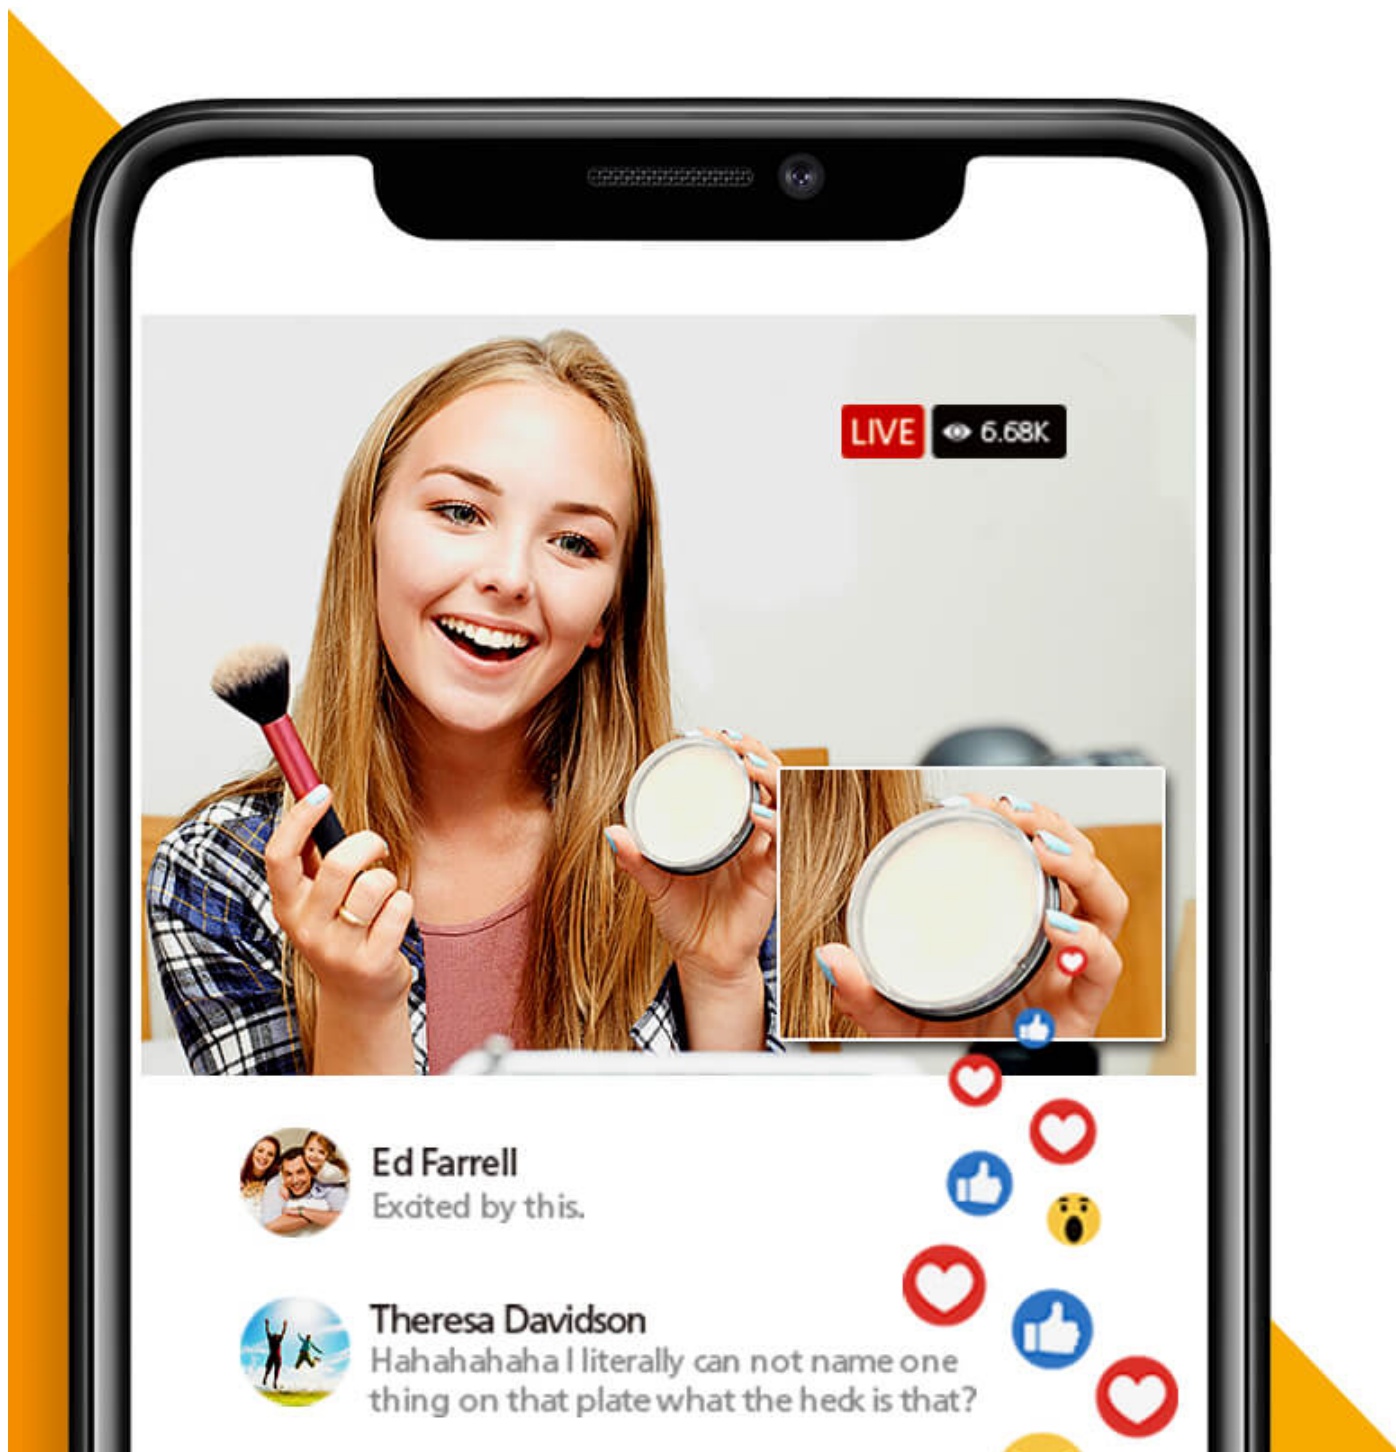 LIVE 6.68K
Ed Farrell
Excited by this.
Theresa Davidson
Hahahahaha I literally can not name one
thing on that plate what the heck is that?